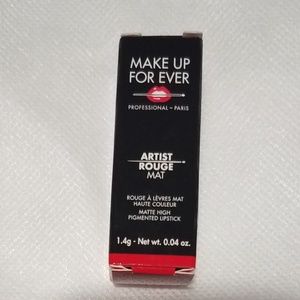 MAKE UP
FOR EVER
PROFESSIONAL – PARIS
ARTIST
ROUGE
MAT
ROUGE À LÈVRES MAT
HAUTE COULEUR
MATTE HIGH
PIGMENTED LIPSTICK
1.4g - Net wt. 0.04 oz.